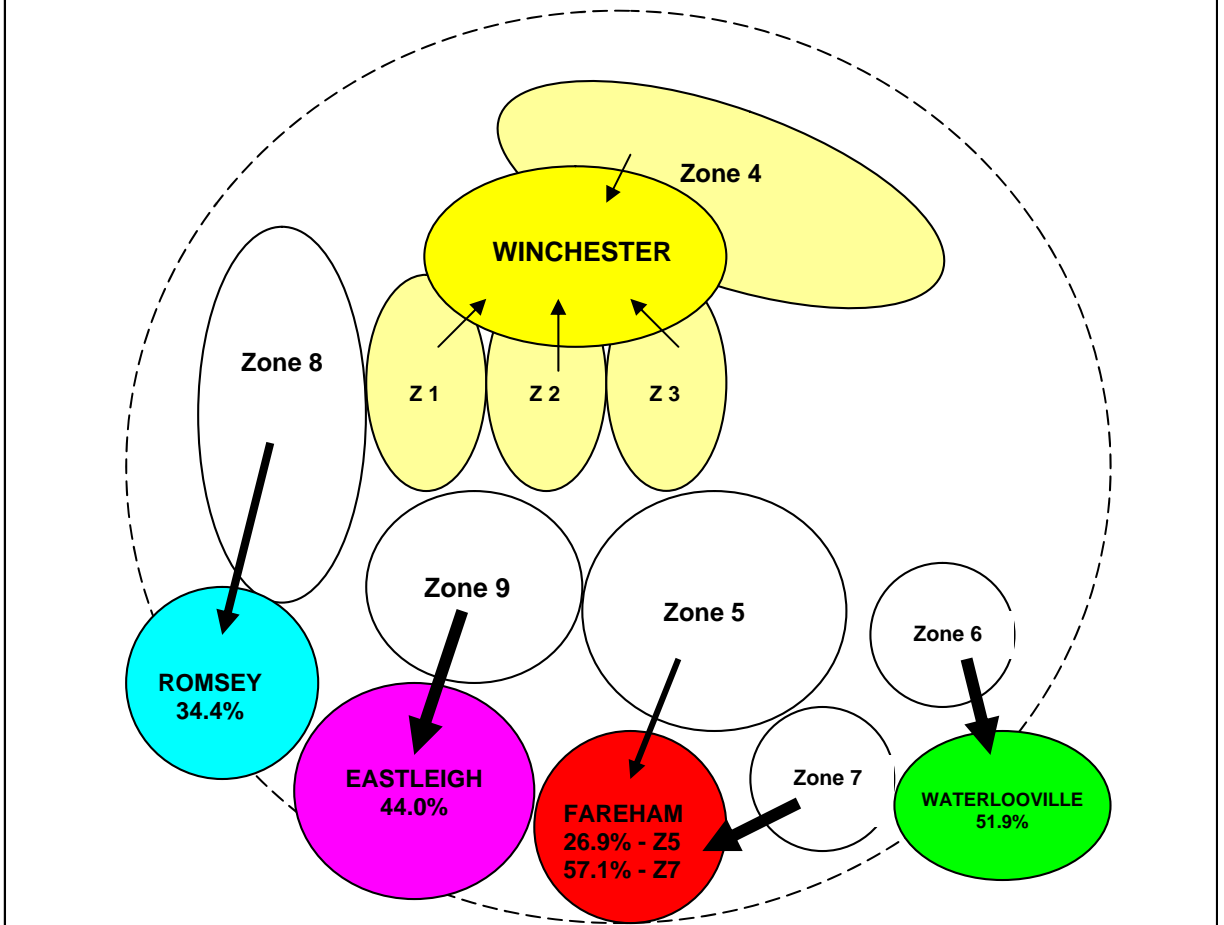 Zone 4
WINCHESTER
Zone 8
Z 1
Z 2
Z 3
Zone 9
Zone 5
Zone 6
ROMSEY
34.4%
EASTLEIGH
44.0%
FAREHAM
26.9% - Z5
57.1% - Z7
Zone 7
WATERLOOVILLE
51.9%